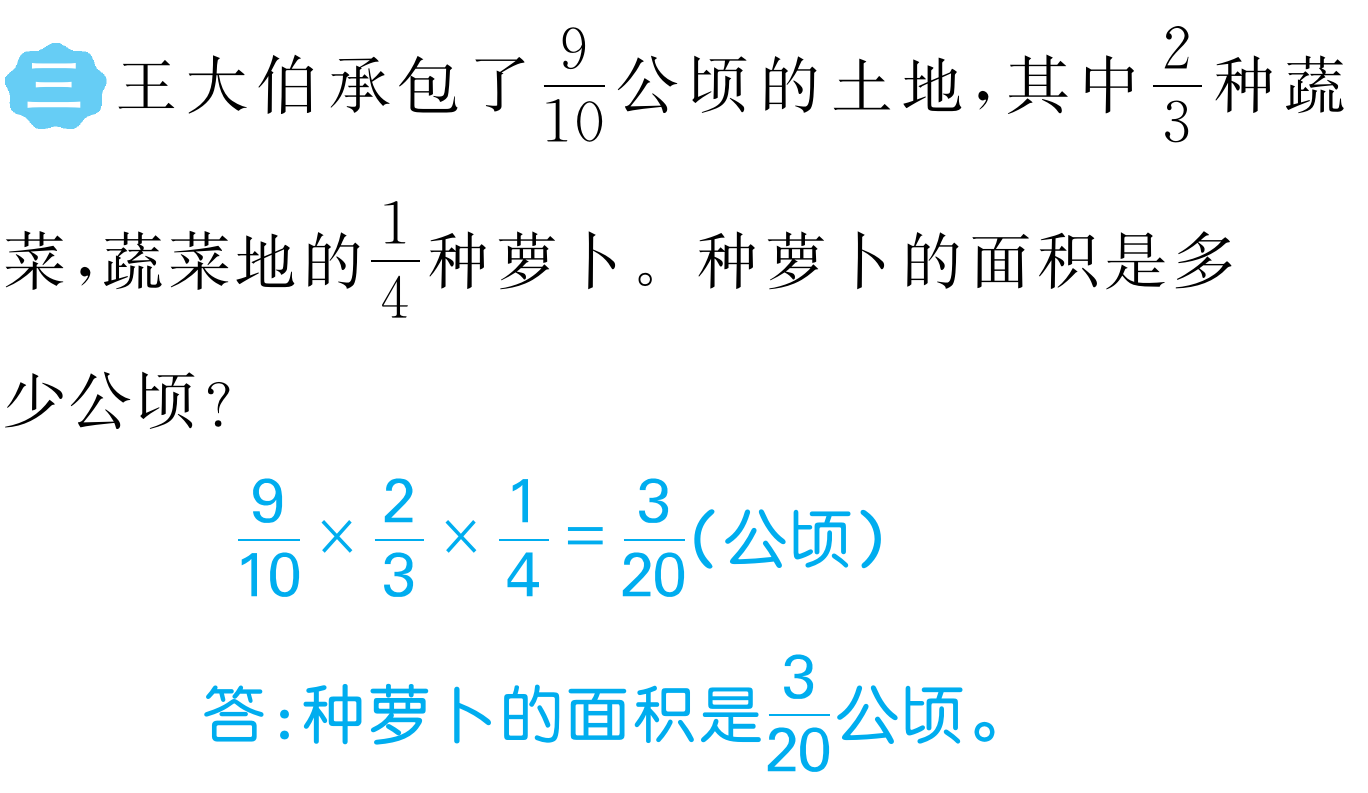 三 王大伯承包了9/10公顷的土地,其中2/3种蔬
菜,蔬菜地的1/4种萝卜。种萝卜的面积是多
少公顷?
9/10×2/3×1/4=3/20(公顷)
答:种萝卜的面积是3/20公顷。